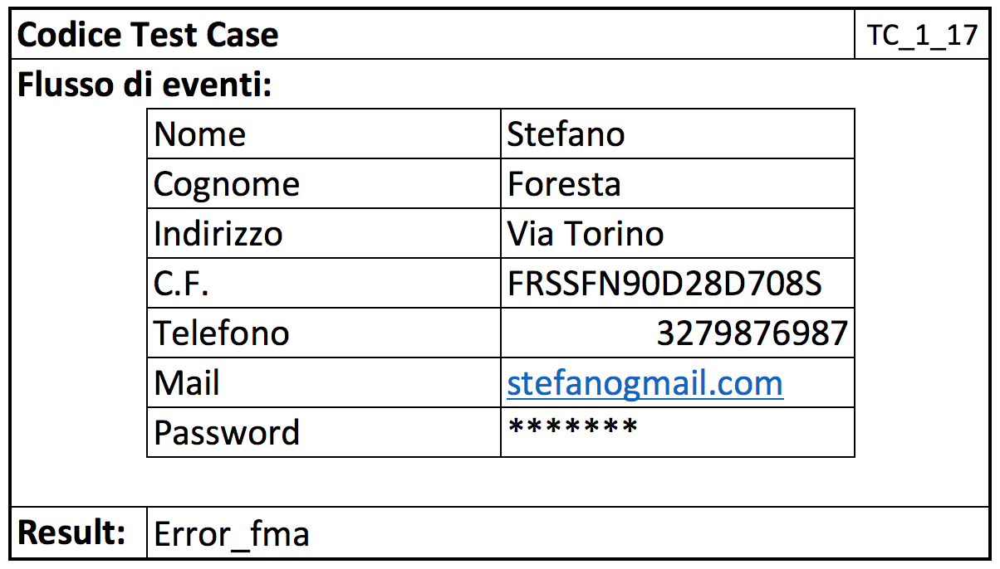 Codice Test Case TC_1_17
Flusso di eventi:
Nome Stefano
Cognome Foresta
Indirizzo Via Torino
C.F. FRSSFN90D28D708S
Telefono 3279876987
Mail stefanogmail.com
Password *******
Result: Error_fma